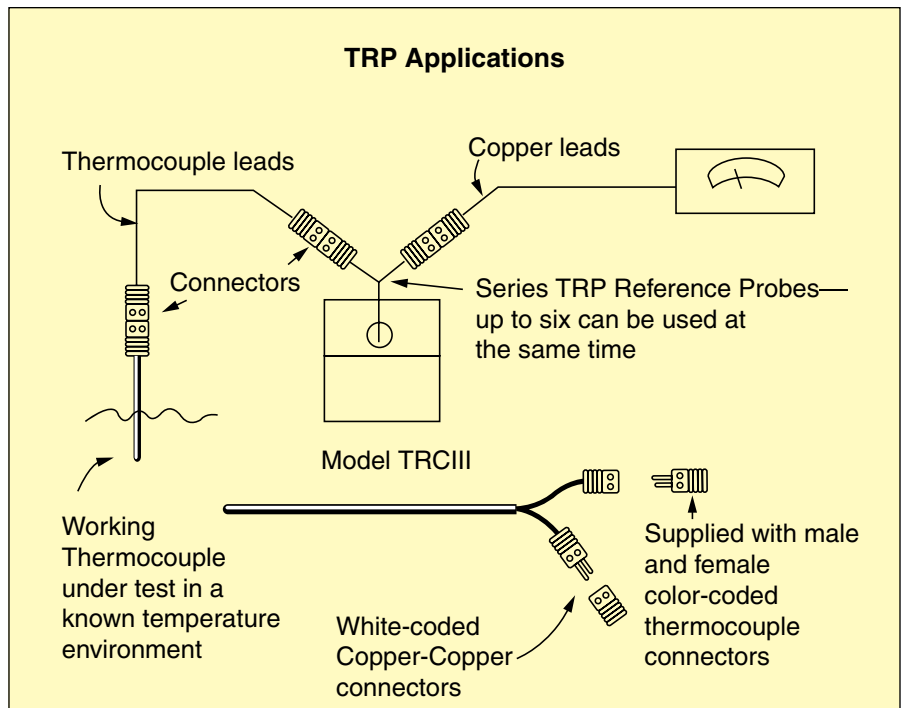 TRP Applications
Thermocouple leads
Copper leads
Connectors
Series TRP Reference Probes—
up to six can be used at
the same time
Model TRCIII
Working
Thermocouple
under test in a
known temperature
environment
White-coded
Copper-Copper
connectors
Supplied with male
and female
color-coded
thermocouple
connectors